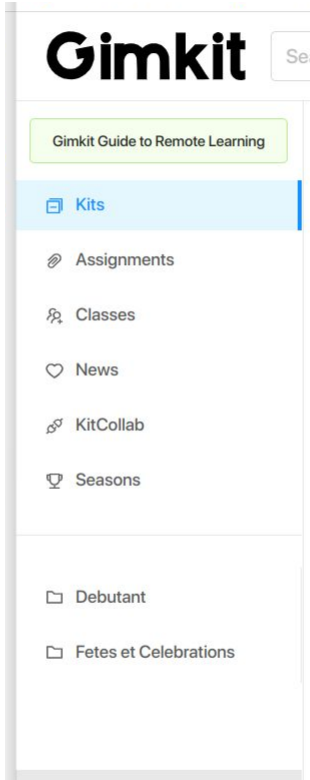 Gimkit
Gimkit Guide to Remote Learning
Kits
Assignments
Classes
News
KitCollab
Seasons
Debutant
Fetes et Celebrations